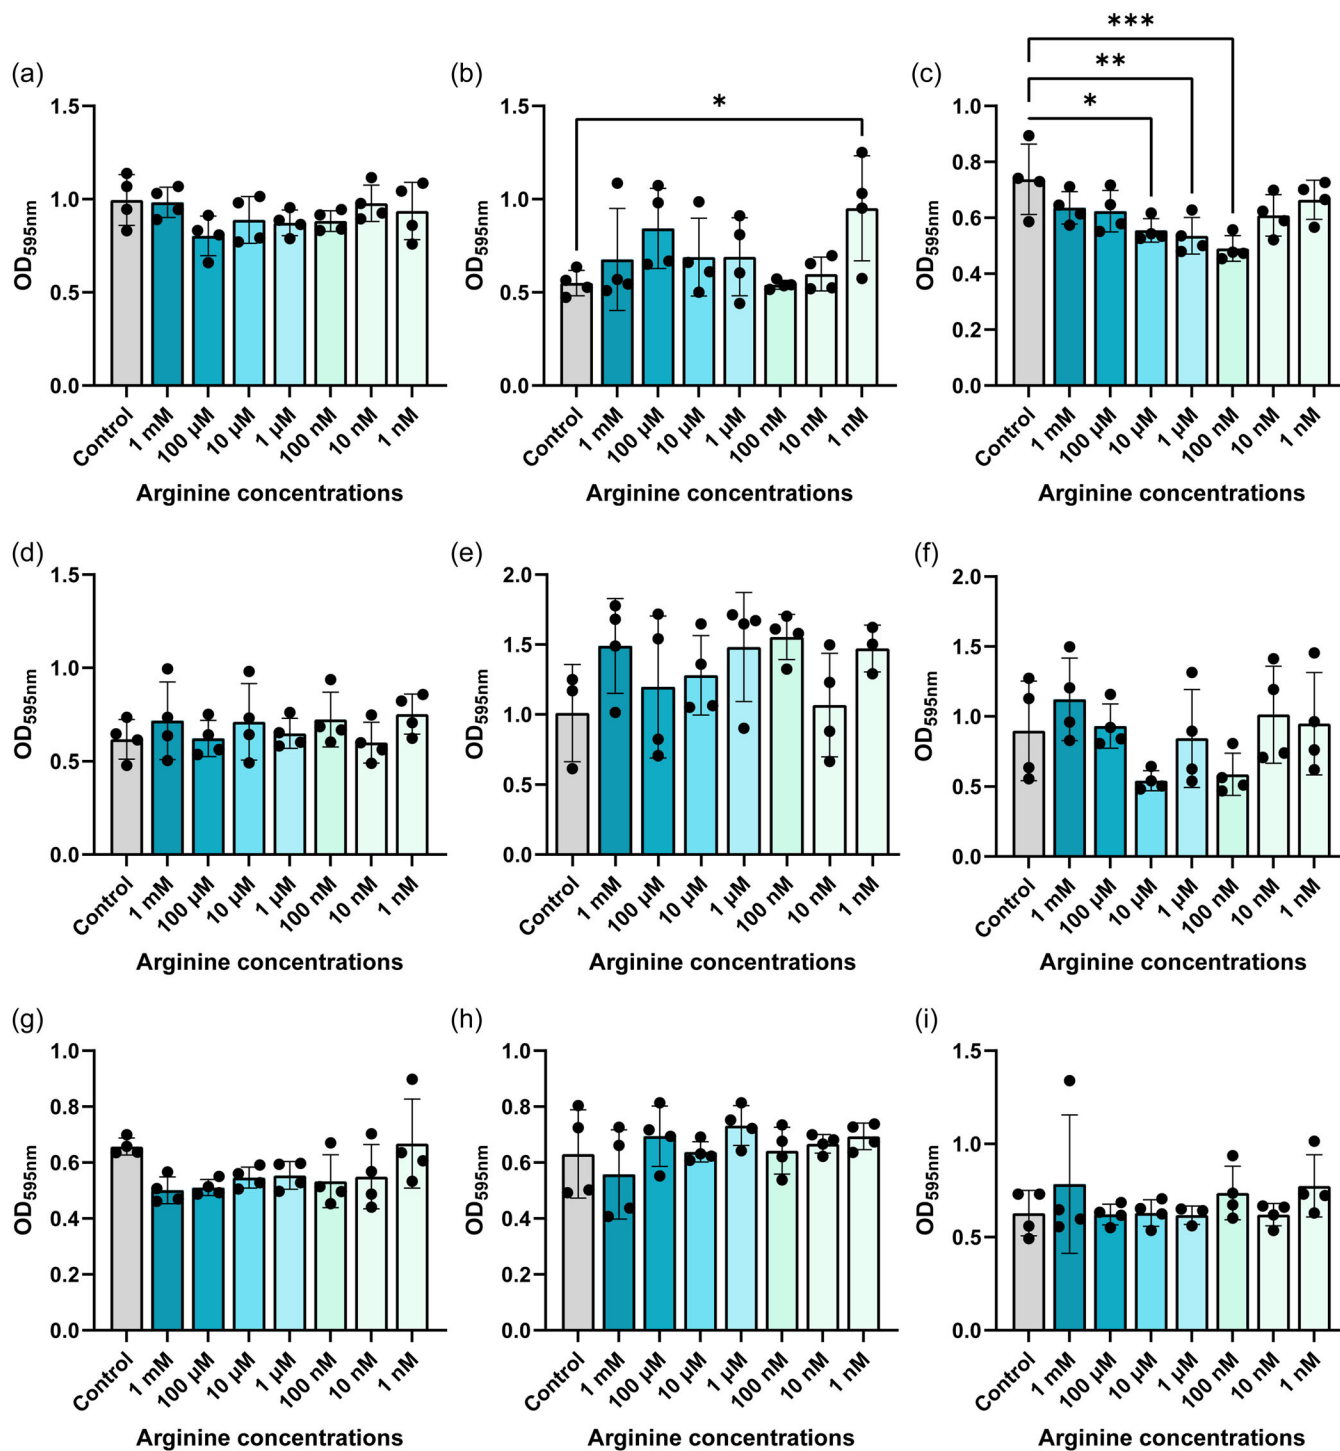 (a)
1.5
1.0
0.5
0.0
OD595nm
Control
1 mM
100 µM
10 µM
1 µM
100 nM
10 nM
1 nM
Arginine concentrations
(b)
*
1.5
1.0
0.5
0.0
OD595nm
Control
1 mM
100 µM
10 µM
1 µM
100 nM
10 nM
1 nM
Arginine concentrations
(c)
***
**
*
1.0
0.8
0.6
0.4
0.2
0.0
OD595nm
Control
1 mM
100 µM
10 µM
1 µM
100 nM
10 nM
1 nM
Arginine concentrations
(d)
1.5
1.0
0.5
0.0
OD595nm
Control
1 mM
100 µM
10 µM
1 µM
100 nM
10 nM
1 nM
Arginine concentrations
(e)
2.0
1.5
1.0
0.5
0.0
OD595nm
Control
1 mM
100 µM
10 µM
1 µM
100 nM
10 nM
1 nM
Arginine concentrations
(f)
2.0
1.5
1.0
0.5
0.0
OD595nm
Control
1 mM
100 µM
10 µM
1 µM
100 nM
10 nM
1 nM
Arginine concentrations
(g)
1.0
0.8
0.6
0.4
0.2
0.0
OD595nm
Control
1 mM
100 µM
10 µM
1 µM
100 nM
10 nM
1 nM
Arginine concentrations
(h)
1.0
0.8
0.6
0.4
0.2
0.0
OD595nm
Control
1 mM
100 µM
10 µM
1 µM
100 nM
10 nM
1 nM
Arginine concentrations
(i)
1.5
1.0
0.5
0.0
OD595nm
Control
1 mM
100 µM
10 µM
1 µM
100 nM
10 nM
1 nM
Arginine concentrations